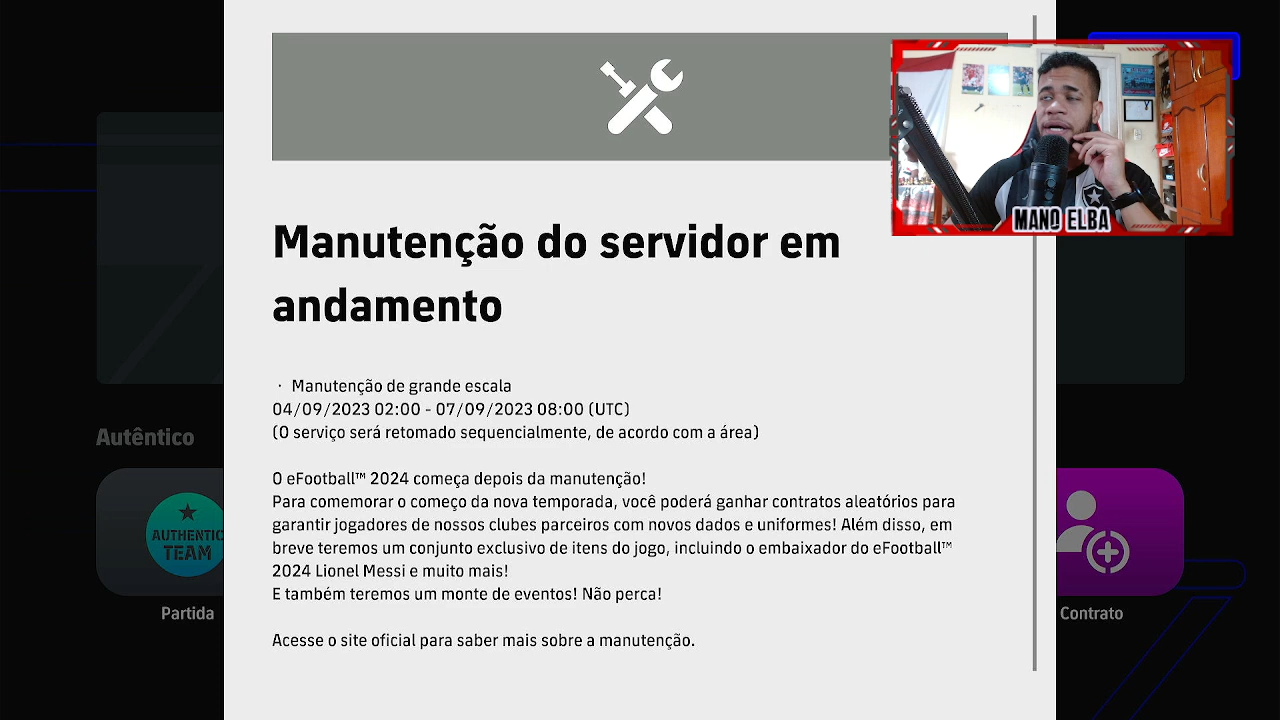 Manutenção do servidor em
andamento
MANO ELBA
· Manutenção de grande escala
04/09/2023 02:00 - 07/09/2023 08:00 (UTC)
(O serviço será retomado sequencialmente, de acordo com a área)
O eFootball™ 2024 começa depois da manutenção!
Para comemorar o começo da nova temporada, você poderá ganhar contratos aleatórios para
garantir jogadores de nossos clubes parceiros com novos dados e uniformes! Além disso, em
breve teremos um conjunto exclusivo de itens do jogo, incluindo o embaixador do eFootball™
2024 Lionel Messi e muito mais!
E também teremos um monte de eventos! Não perca!
Acesse o site oficial para saber mais sobre a manutenção.
Autêntico
AUTHENTIC
TEAM
Partida
Contrato